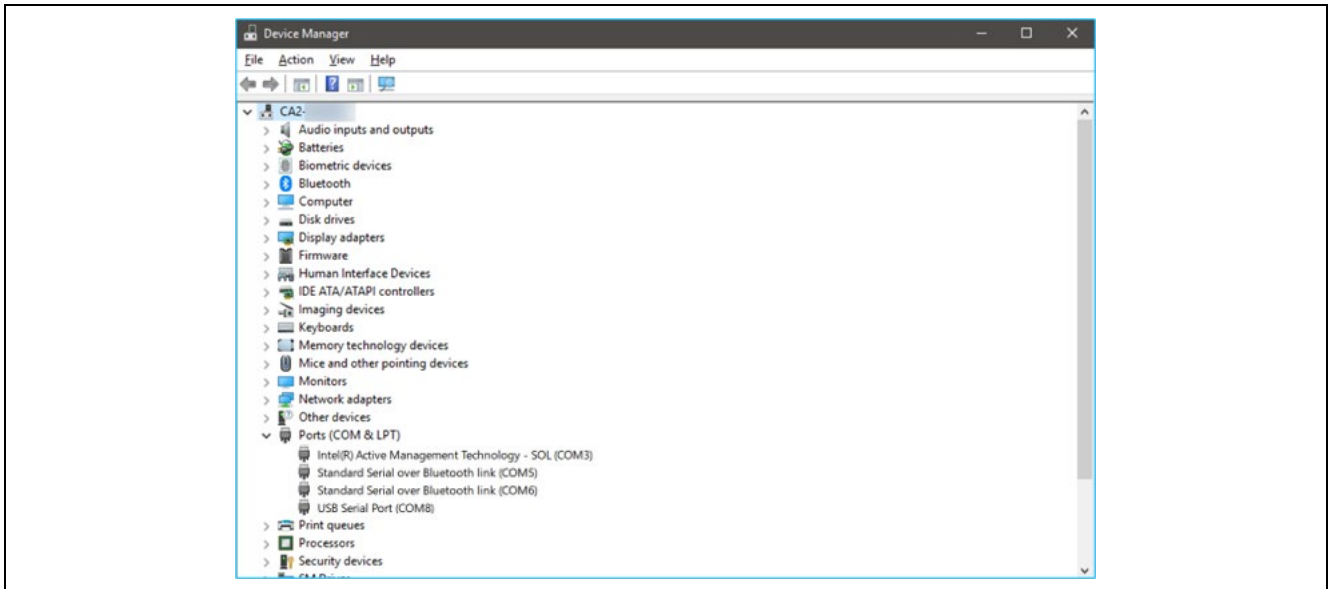 Device Manager
File Action View Help
CA2-
Audio inputs and outputs
Batteries
Biometric devices
Bluetooth
Computer
Disk drives
Display adapters
Firmware
Human Interface Devices
IDE ATA/ATAPI controllers
Imaging devices
Keyboards
Memory technology devices
Mice and other pointing devices
Monitors
Network adapters
Other devices
Ports (COM & LPT)
Intel(R) Active Management Technology - SOL (COM3)
Standard Serial over Bluetooth link (COM5)
Standard Serial over Bluetooth link (COM6)
USB Serial Port (COM8)
Print queues
Processors
Security devices